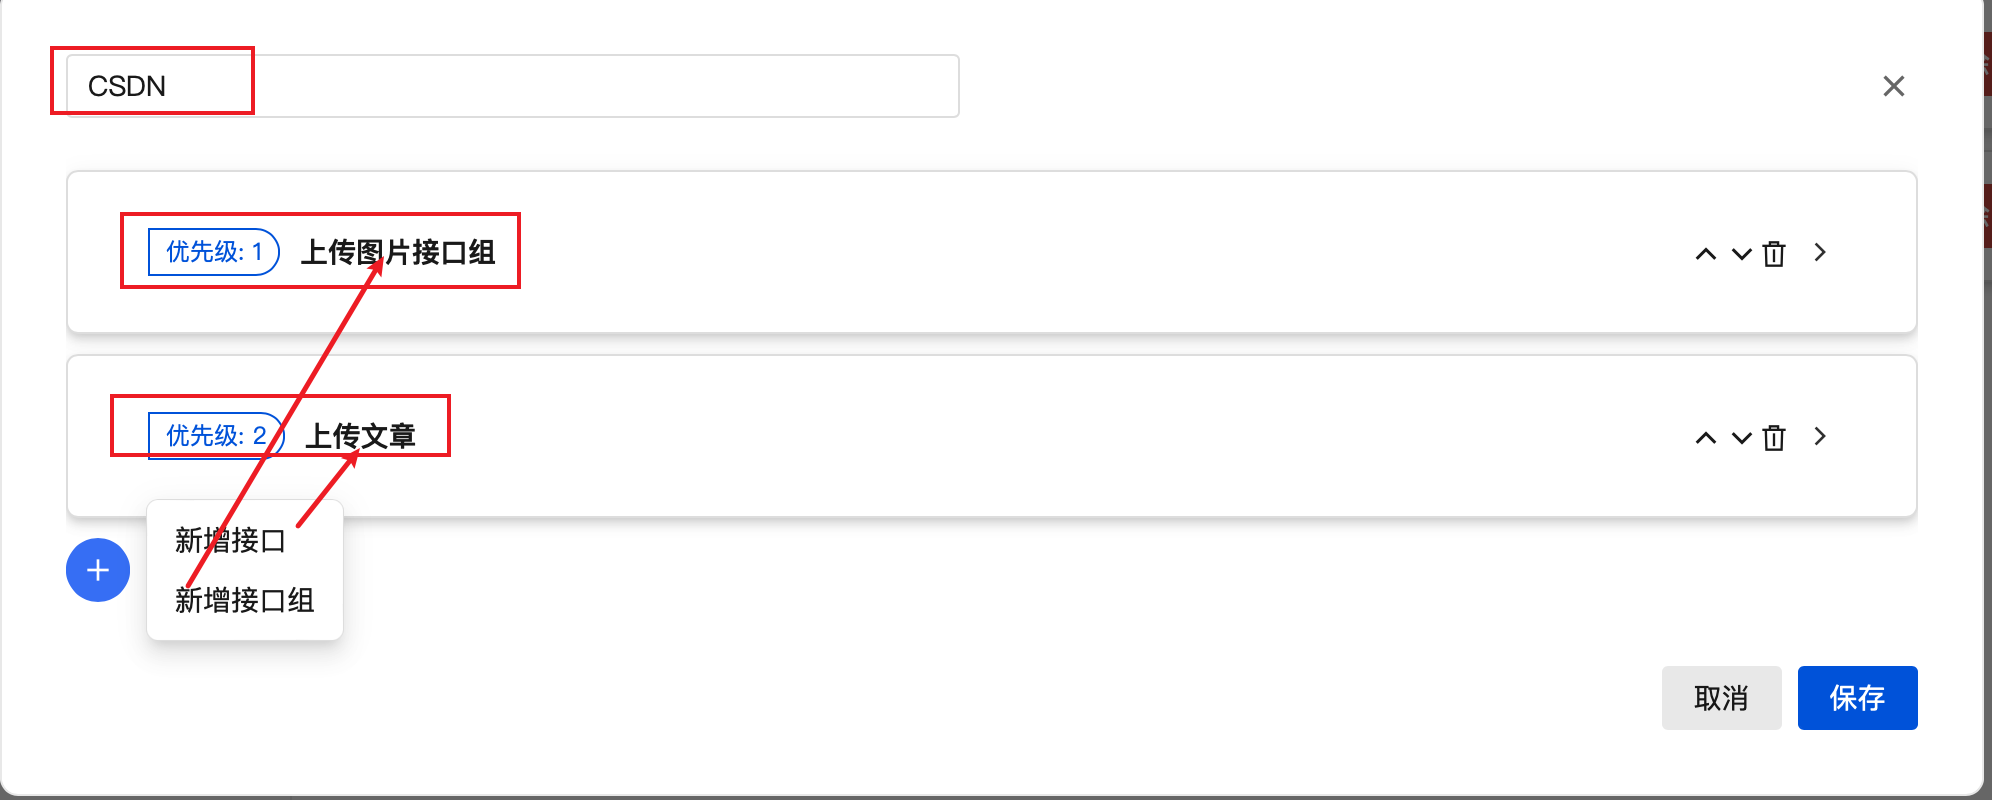 CSDN
优先级: 1 上传图片接口组
优先级: 2 上传文章
新增接口
新增接口组
取消 保存